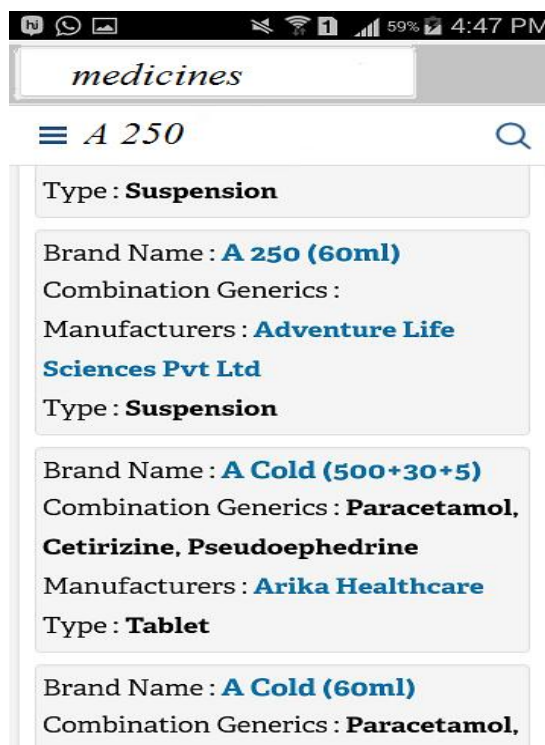 59% 4:47 PM
medicines
A 250
Type : Suspension
Brand Name : A 250 (60ml)
Combination Generics :
Manufacturers : Adventure Life
Sciences Pvt Ltd
Type : Suspension
Brand Name : A Cold (500+30+5)
Combination Generics : Paracetamol,
Cetirizine, Pseudoephedrine
Manufacturers : Arika Healthcare
Type : Tablet
Brand Name : A Cold (60ml)
Combination Generics : Paracetamol,